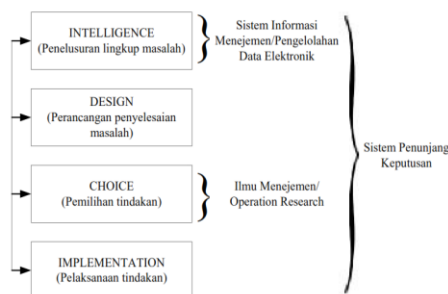 INTELLIGENCE
(Penelusuran lingkup masalah)
Sistem Informasi
Menejemen/Pengelolahan
Data Elektronik
DESIGN
(Perancangan penyelesaian
masalah)
Sistem Penunjang
Keputusan
CHOICE
(Pemilihan tindakan)
Ilmu Menejemen/
Operation Research
IMPLEMENTATION
(Pelaksanaan tindakan)